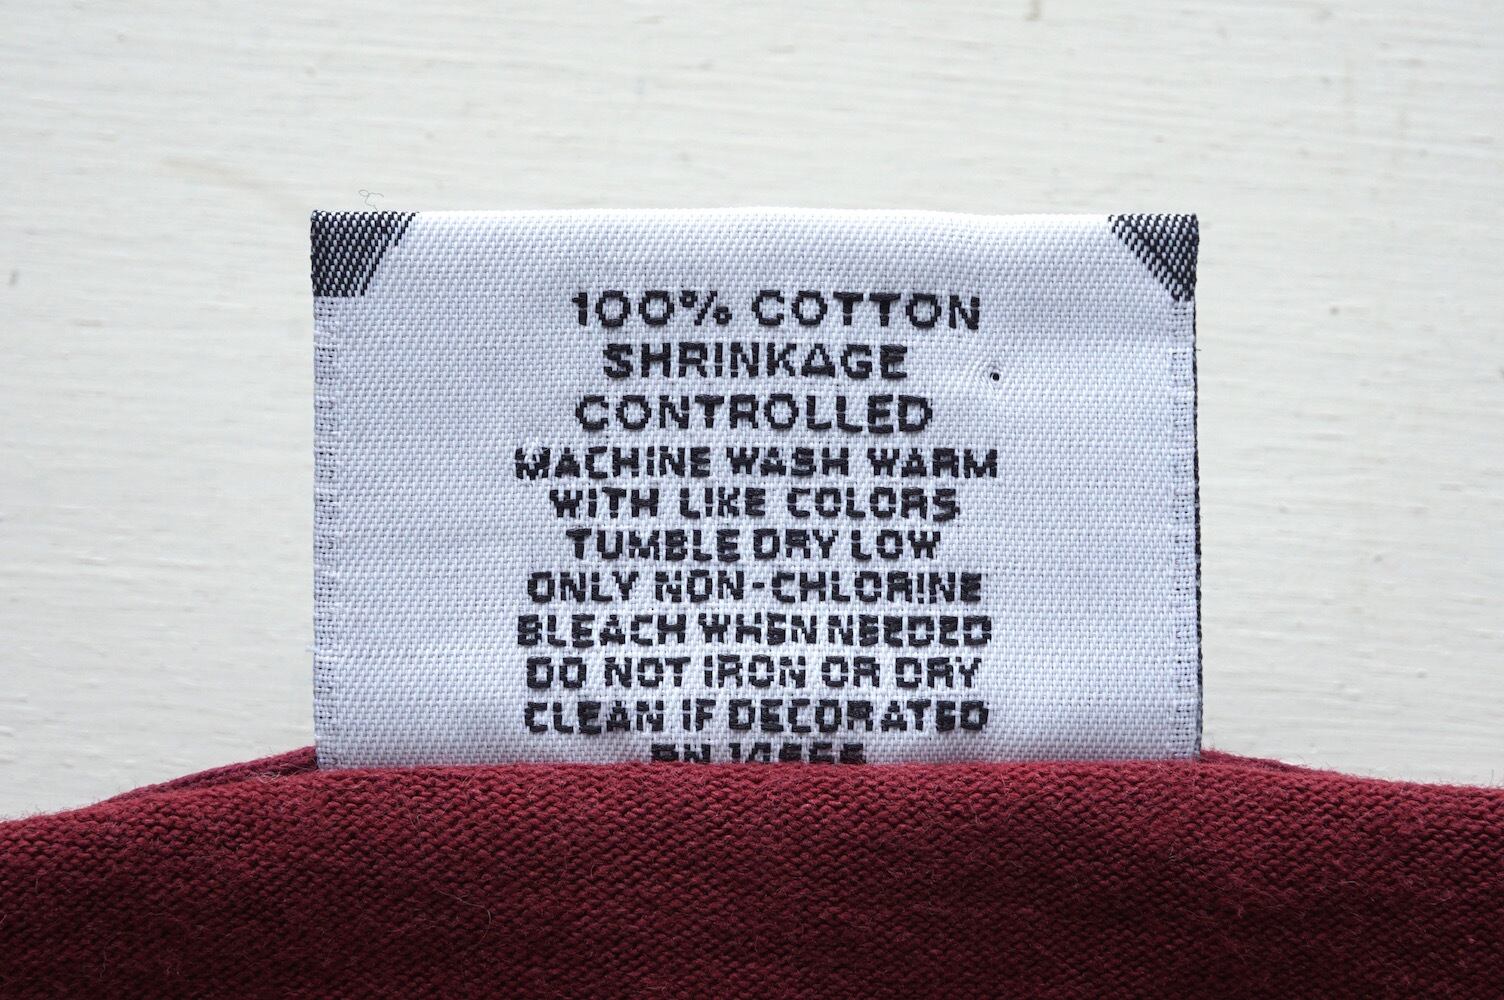 100% COTTON
SHRINKAGE
CONTROLLED
MACHINE WASH WARM
WITH LIKE COLORS
TUMBLE DRY LOW
ONLY NON-CHLORINE
BLEACH WHEN NEEDED
DO NOT IRON OR DRY
CLEAN IF DECORATED